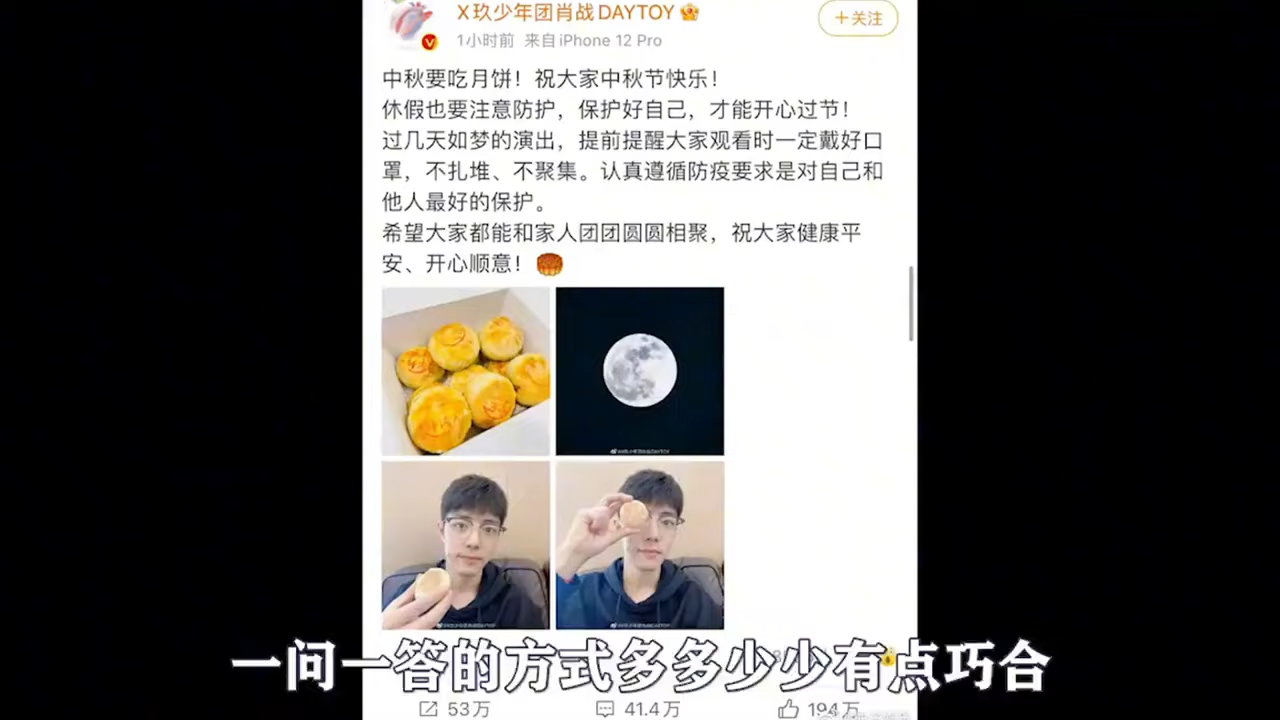 X玖少年团肖战DAYTOY
+关注
1小时前 来自iPhone 12 Pro
中秋要吃月饼！祝大家中秋节快乐！
休假也要注意防护，保护好自己，才能开心过节！
过几天如梦的演出，提前提醒大家观看时一定戴好口
罩，不扎堆、不聚集。认真遵循防疫要求是对自己和
他人最好的保护。
希望大家都能和家人团团圆圆相聚，祝大家健康平
安、开心顺意！
一问一答的方式多多少少有点巧合
53万
41.4万
194万